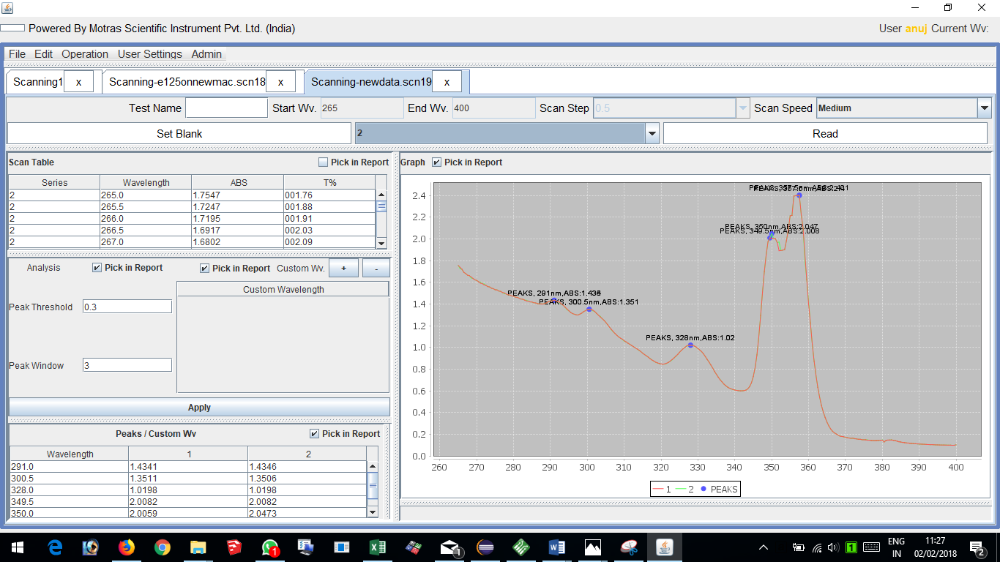 Powered By Motras Scientific Instrument Pvt. Ltd. (India) User anuj Current Wv:
File Edit Operation User Settings Admin
Scanning1 x Scanning-e125onnewmac.scn18 x Scanning-newdata.scn19 x
Test Name Start Wv. 265 End Wv. 400 Scan Step 0.5 Scan Speed Medium
Set Blank 2 Read
Scan Table Pick in Report
Series Wavelength ABS T%
2 265.0 1.7547 001.76
2 265.5 1.7247 001.88
2 266.0 1.7195 001.91
2 266.5 1.6917 002.03
2 267.0 1.6802 002.09
Analysis Pick in Report Pick in Report Custom Wv. + -
Custom Wavelength
Peak Threshold 0.3
Peak Window 3
Apply
Peaks / Custom Wv Pick in Report
Wavelength 1 2
291.0 1.4341 1.4346
300.5 1.3511 1.3506
328.0 1.0198 1.0198
349.5 2.0082 2.0082
350.0 2.0059 2.0473
Graph Pick in Report
PEAKS, 350nm,ABS:2.047
PEAKS, 349.5nm,ABS:2.008
PEAKS, 291nm
PEAKS, 300.5nm,ABS:1.351
PEAKS, 328nm,ABS:1.02
2.4
2.2
2.0
1.8
1.6
1.4
1.2
1.0
0.8
0.6
0.4
0.2
0.0
260 270 280 290 300 310 320 330 340 350 360 370 380 390 400
1 2 PEAKS
1 1 1 ENG 11:27
IN 02/02/2018 2